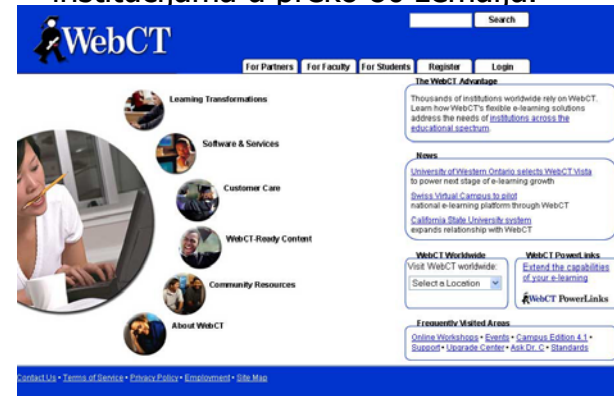 institucijama u preko 80 zemalja.
Search
WebCT
For Partners For Faculty For Students Register Login
Learning Transformations
Software & Services
Customer Care
WebCT-Ready Content
Community Resources
About WebCT
The WebCT Advantage
Thousands of institutions worldwide rely on WebCT.
Learn how WebCT's flexible e-learning solutions
address the needs of institutions across the
educational spectrum.
News
University of Western Ontario selects WebCT Vista
to power next stage of e-learning growth
Swiss Virtual Campus to pilot
national e-learning platform through WebCT
California State University system
expands relationship with WebCT
WebCT Worldwide
Visit WebCT worldwide:
Select a Location
WebCT PowerLinks
Extend the capabilities
of your e-learning
WebCT PowerLinks
Frequently Visited Areas
Online Workshops • Events • Campus Edition 4.1 •
Support • Upgrade Center • Ask Dr. C • Standards
Contact Us • Terms of Service • Privacy Policy • Employment • Site Map